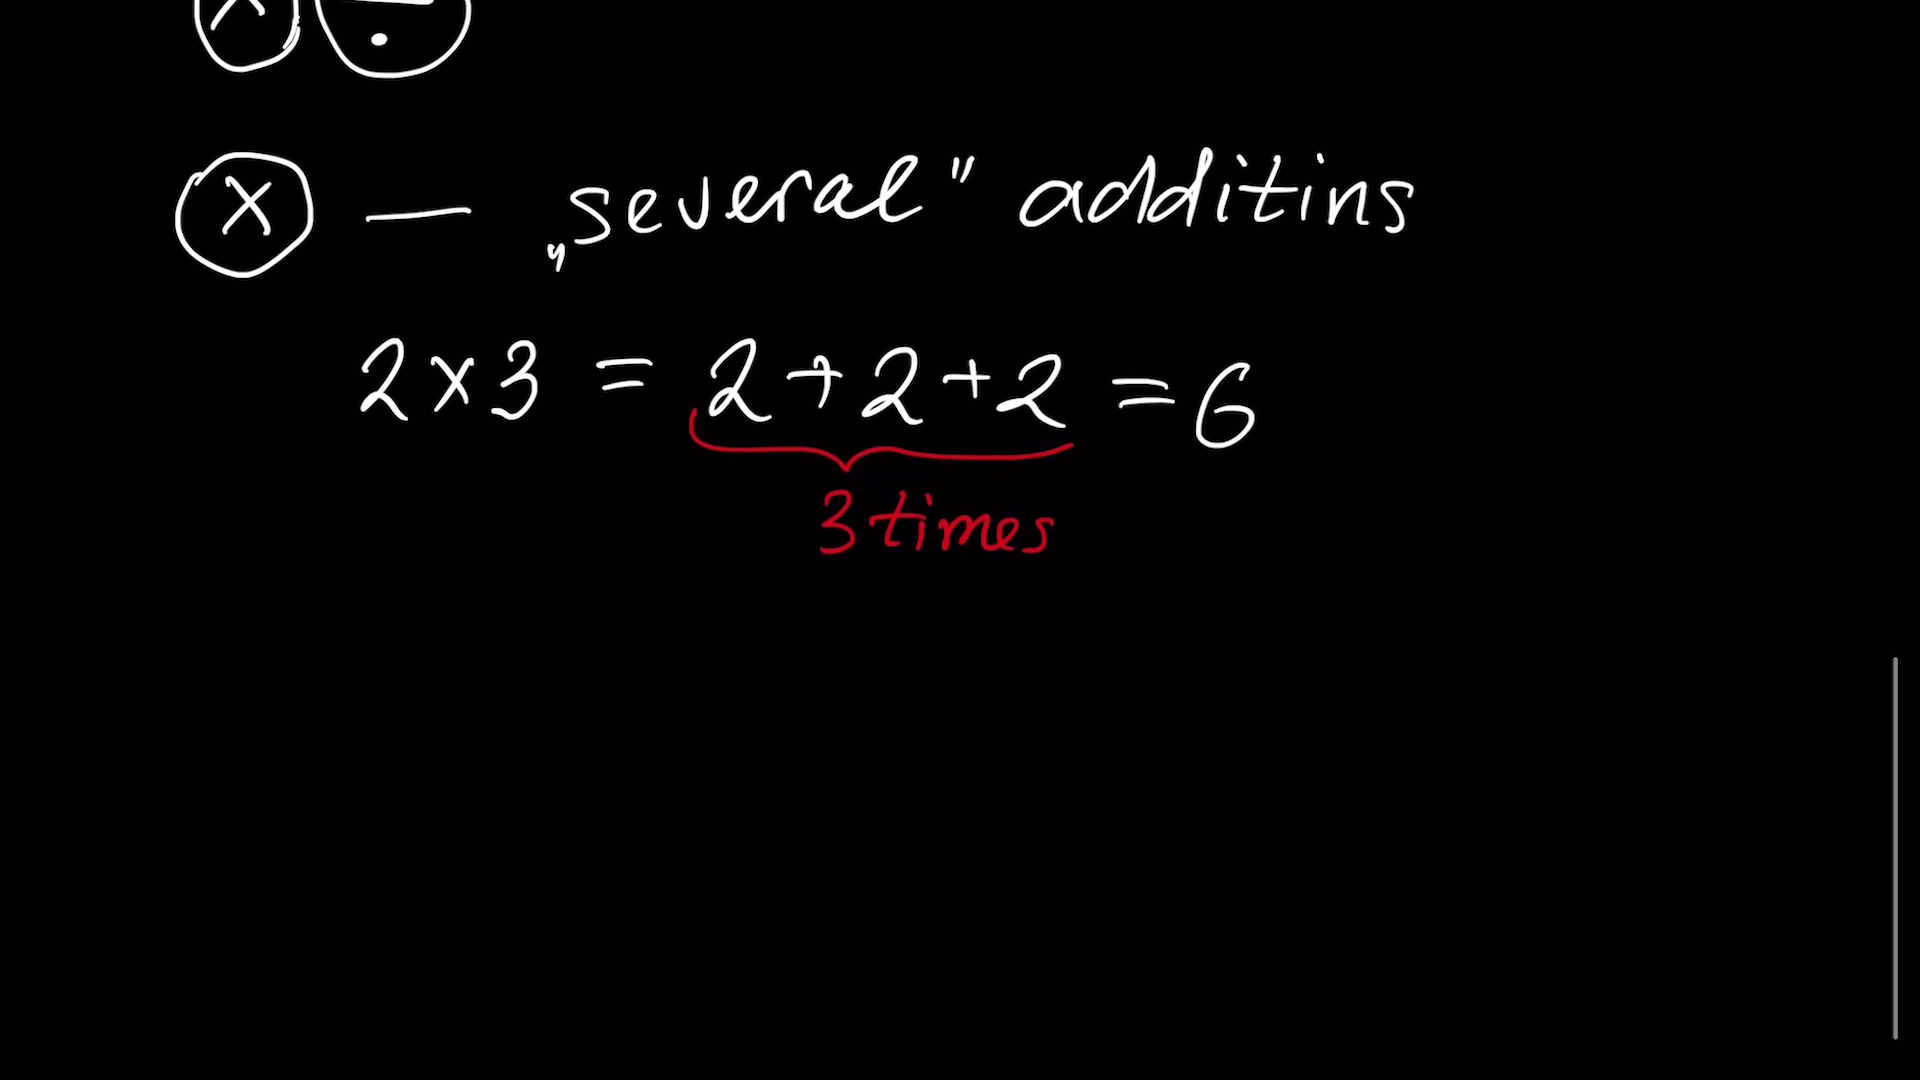 × ÷
× — „several" additins
2×3 = 2+2+2 = 6
3 times